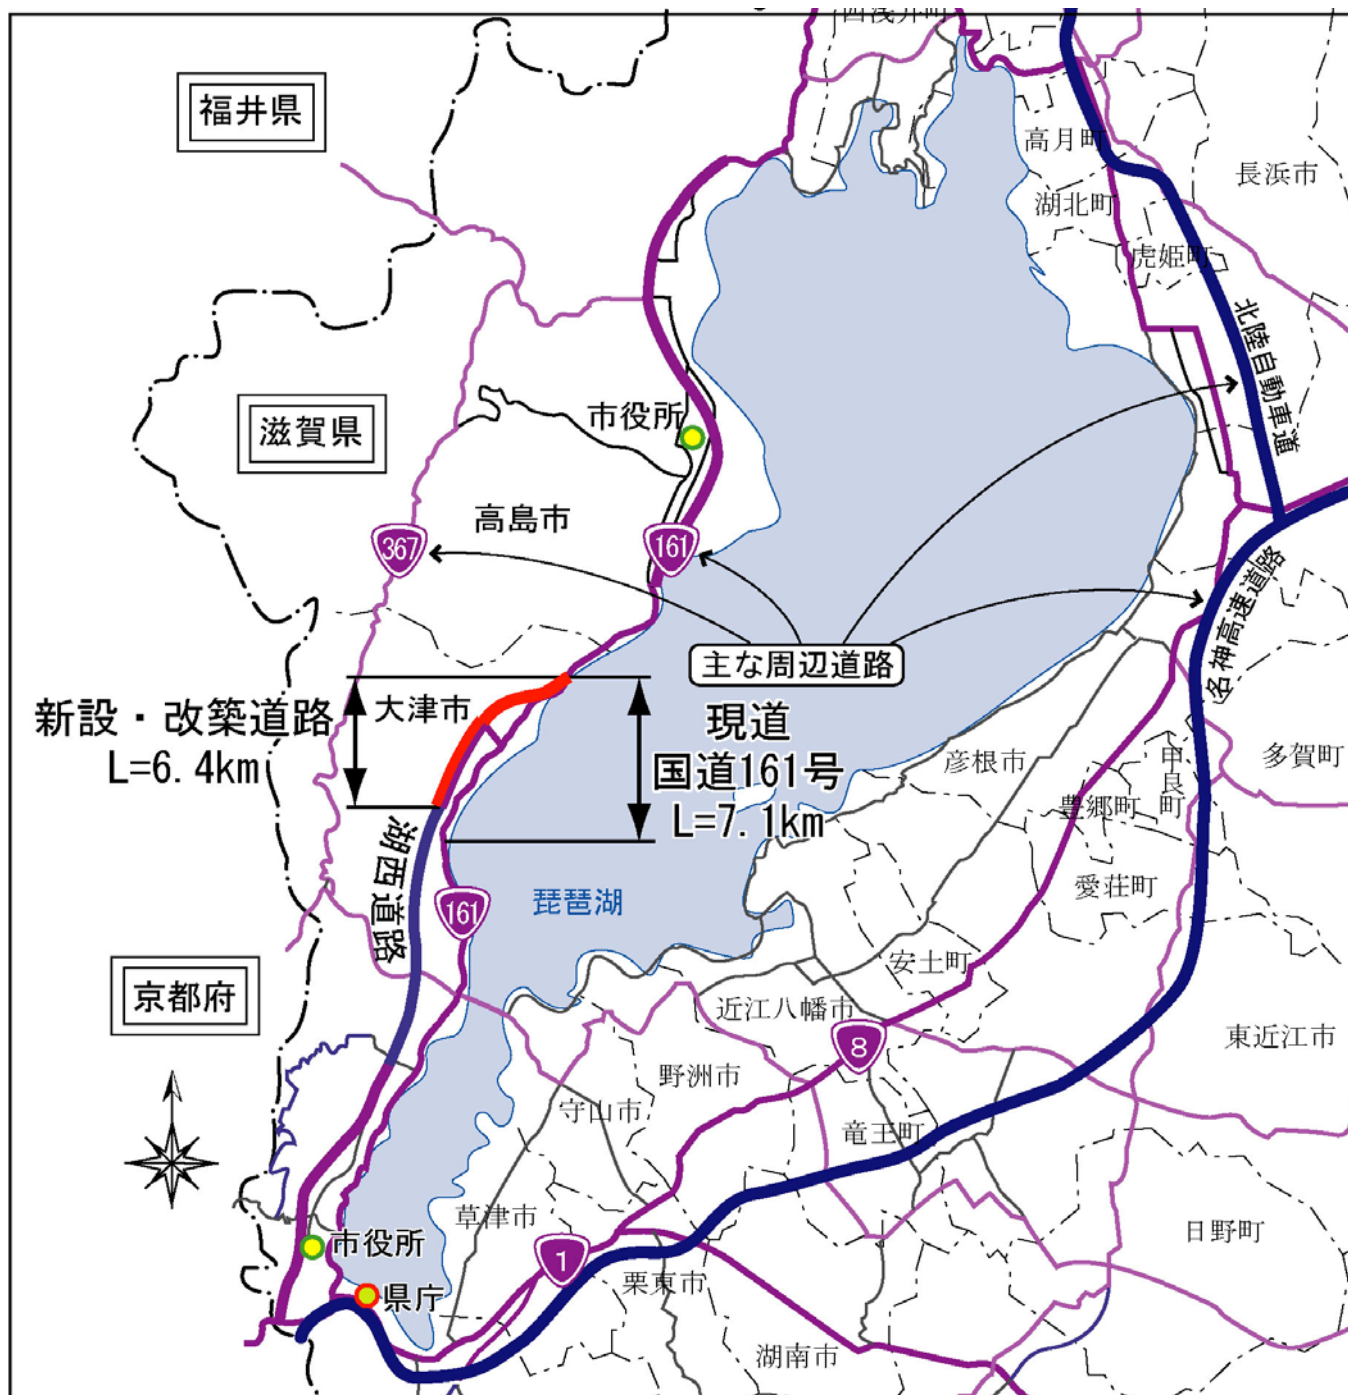 西浅井町
福井県
高月町
長浜市
湖北町
虎姫町
北陸自動車道
滋賀県
市役所
高島市
367
161
名神高速道路
主な周辺道路
新設・改築道路
L=6.4km
大津市
現道
国道161号
L=7.1km
彦根市
甲良町
多賀町
豊郷町
湖西道路
愛荘町
161
琵琶湖
安土町
京都府
近江八幡市
8
東近江市
野洲市
守山市
竜王町
草津市
日野町
市役所
1
栗東市
県庁
湖南市